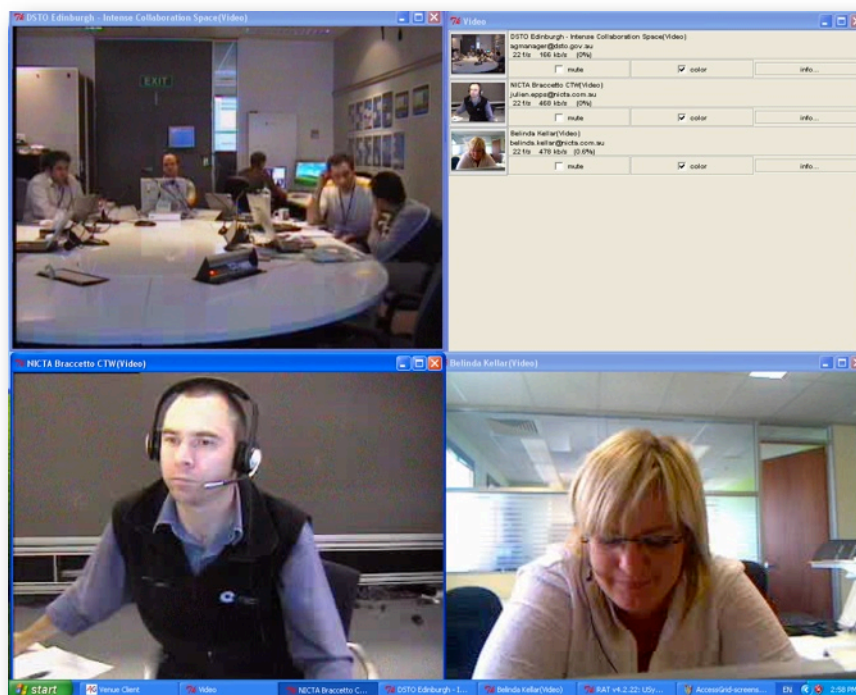 DSTO Edinburgh - Intense Collaboration Space(Video)
EXIT
Video
DSTO Edinburgh - Intense Collaboration Space(Video)
agmanager@dsto.gov.au
22 f/s 166 kb/s (0%)
mute color info...
NICTA Braccetto CTW(Video)
julien.epps@nicta.com.au
22 f/s 468 kb/s (0%)
mute color info...
Belinda Kellar(Video)
belinda.kellar@nicta.com.au
22 f/s 478 kb/s (0.6%)
mute color info...
NICTA Braccetto CTW(Video)
Belinda Kellar(Video)
start Venue Client Video NICTA Braccetto C... DSTO Edinburgh - I... Belinda Kellar(Video) RAT v4.2.22: USy... AccessGrid-screens... EN 2:58 PM